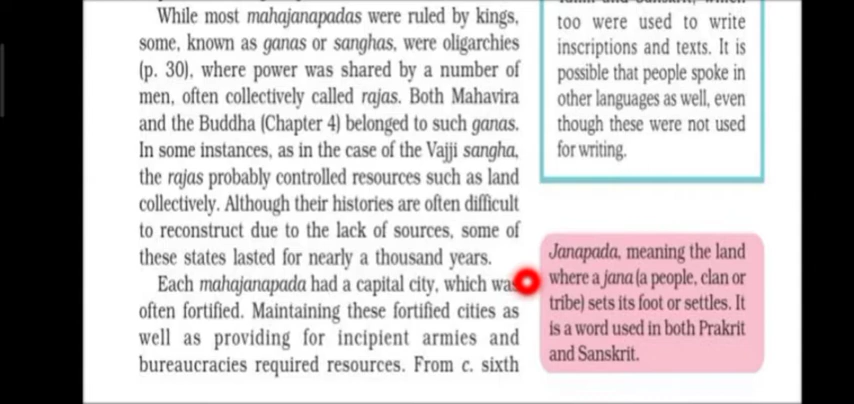 While most mahajanapadas were ruled by kings,
some, known as ganas or sanghas, were oligarchies
(p. 30), where power was shared by a number of
men, often collectively called rajas. Both Mahavira
and the Buddha (Chapter 4) belonged to such ganas.
In some instances, as in the case of the Vajji sangha,
the rajas probably controlled resources such as land
collectively. Although their histories are often difficult
to reconstruct due to the lack of sources, some of
these states lasted for nearly a thousand years.
Each mahajanapada had a capital city, which was
often fortified. Maintaining these fortified cities as
well as providing for incipient armies and
bureaucracies required resources. From c. sixth
too were used to write
inscriptions and texts. It is
possible that people spoke in
other languages as well, even
though these were not used
for writing.
Janapada, meaning the land
where a jana (a people, clan or
tribe) sets its foot or settles. It
is a word used in both Prakrit
and Sanskrit.